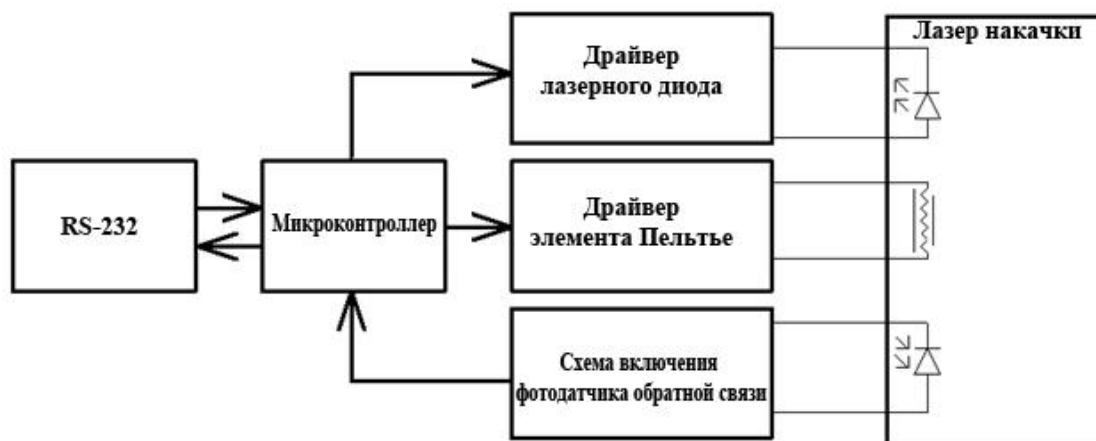 Лазер накачки
Драйвер
лазерного диода
RS-232
Микроконтроллер
Драйвер
элемента Пельтье
Схема включения
фотодатчика обратной связи